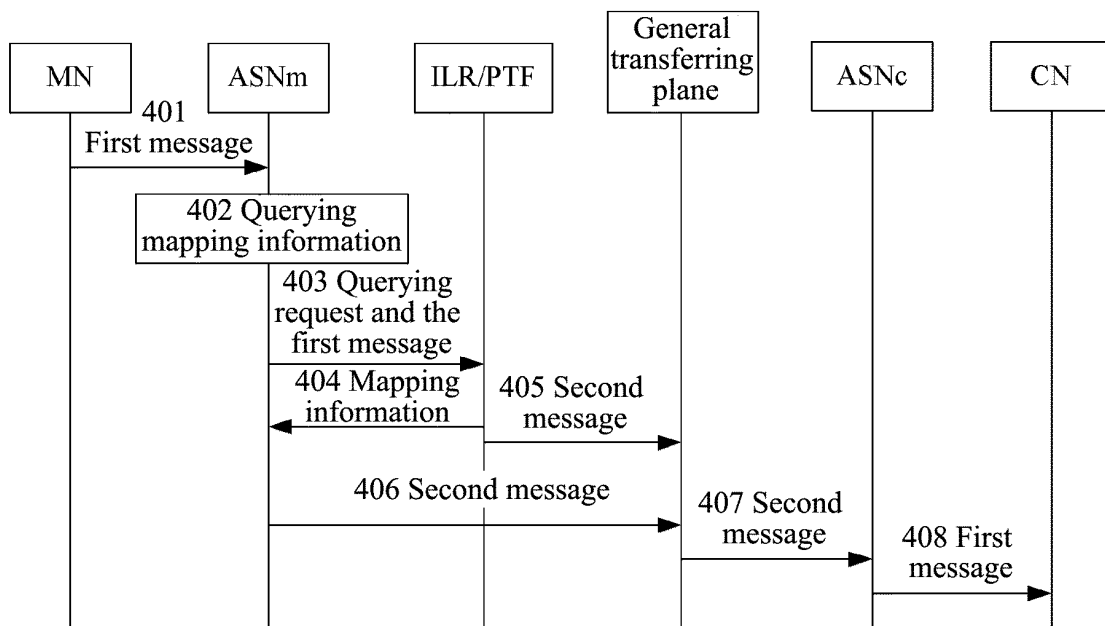 MN
ASNm
ILR/PTF
General
transferring
plane
ASNc
CN
401
First message
402 Querying
mapping information
403 Querying
request and the
first message
404 Mapping
information
405 Second
message
406 Second message
407 Second
message
408 First
message